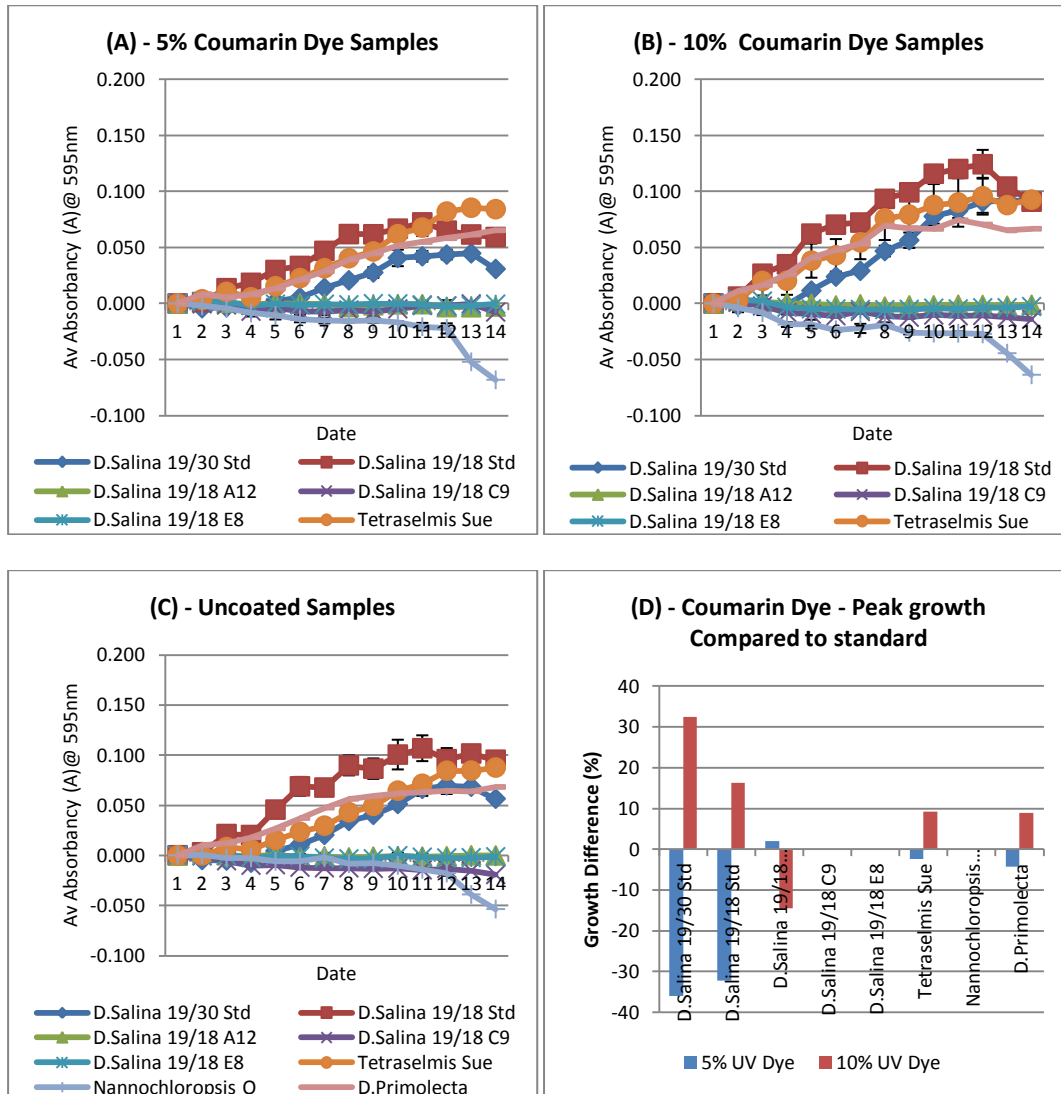 (A) - 5% Coumarin Dye Samples
0.200
0.150
0.100
0.050
0.000
-0.050
-0.100
Av Absorbancy (A)@ 595nm
1 2 3 4 5 6 7 8 9 10 11 12 13 14
Date
D.Salina 19/30 Std
D.Salina 19/18 Std
D.Salina 19/18 A12
D.Salina 19/18 C9
D.Salina 19/18 E8
Tetraselmis Sue
(B) - 10% Coumarin Dye Samples
0.200
0.150
0.100
0.050
0.000
-0.050
-0.100
Av Absorbancy (A)@ 595nm
1 2 3 4 5 6 7 8 9 10 11 12 13 14
Date
D.Salina 19/30 Std
D.Salina 19/18 Std
D.Salina 19/18 A12
D.Salina 19/18 C9
D.Salina 19/18 E8
Tetraselmis Sue
(C) - Uncoated Samples
0.200
0.150
0.100
0.050
0.000
-0.050
-0.100
Av Absorbancy (A)@ 595nm
1 2 3 4 5 6 7 8 9 10 11 12 13 14
Date
D.Salina 19/30 Std
D.Salina 19/18 Std
D.Salina 19/18 A12
D.Salina 19/18 C9
D.Salina 19/18 E8
Tetraselmis Sue
Nannochloropsis O
D.Primolecta
(D) - Coumarin Dye - Peak growth
Compared to standard
40
30
20
10
0
-10
-20
-30
-40
Growth Difference (%)
D.Salina 19/30 Std
D.Salina 19/18 Std
D.Salina 19/18...
D.Salina 19/18 C9
D.Salina 19/18 E8
Tetraselmis Sue
Nannochloropsis...
D.Primolecta
5% UV Dye
10% UV Dye